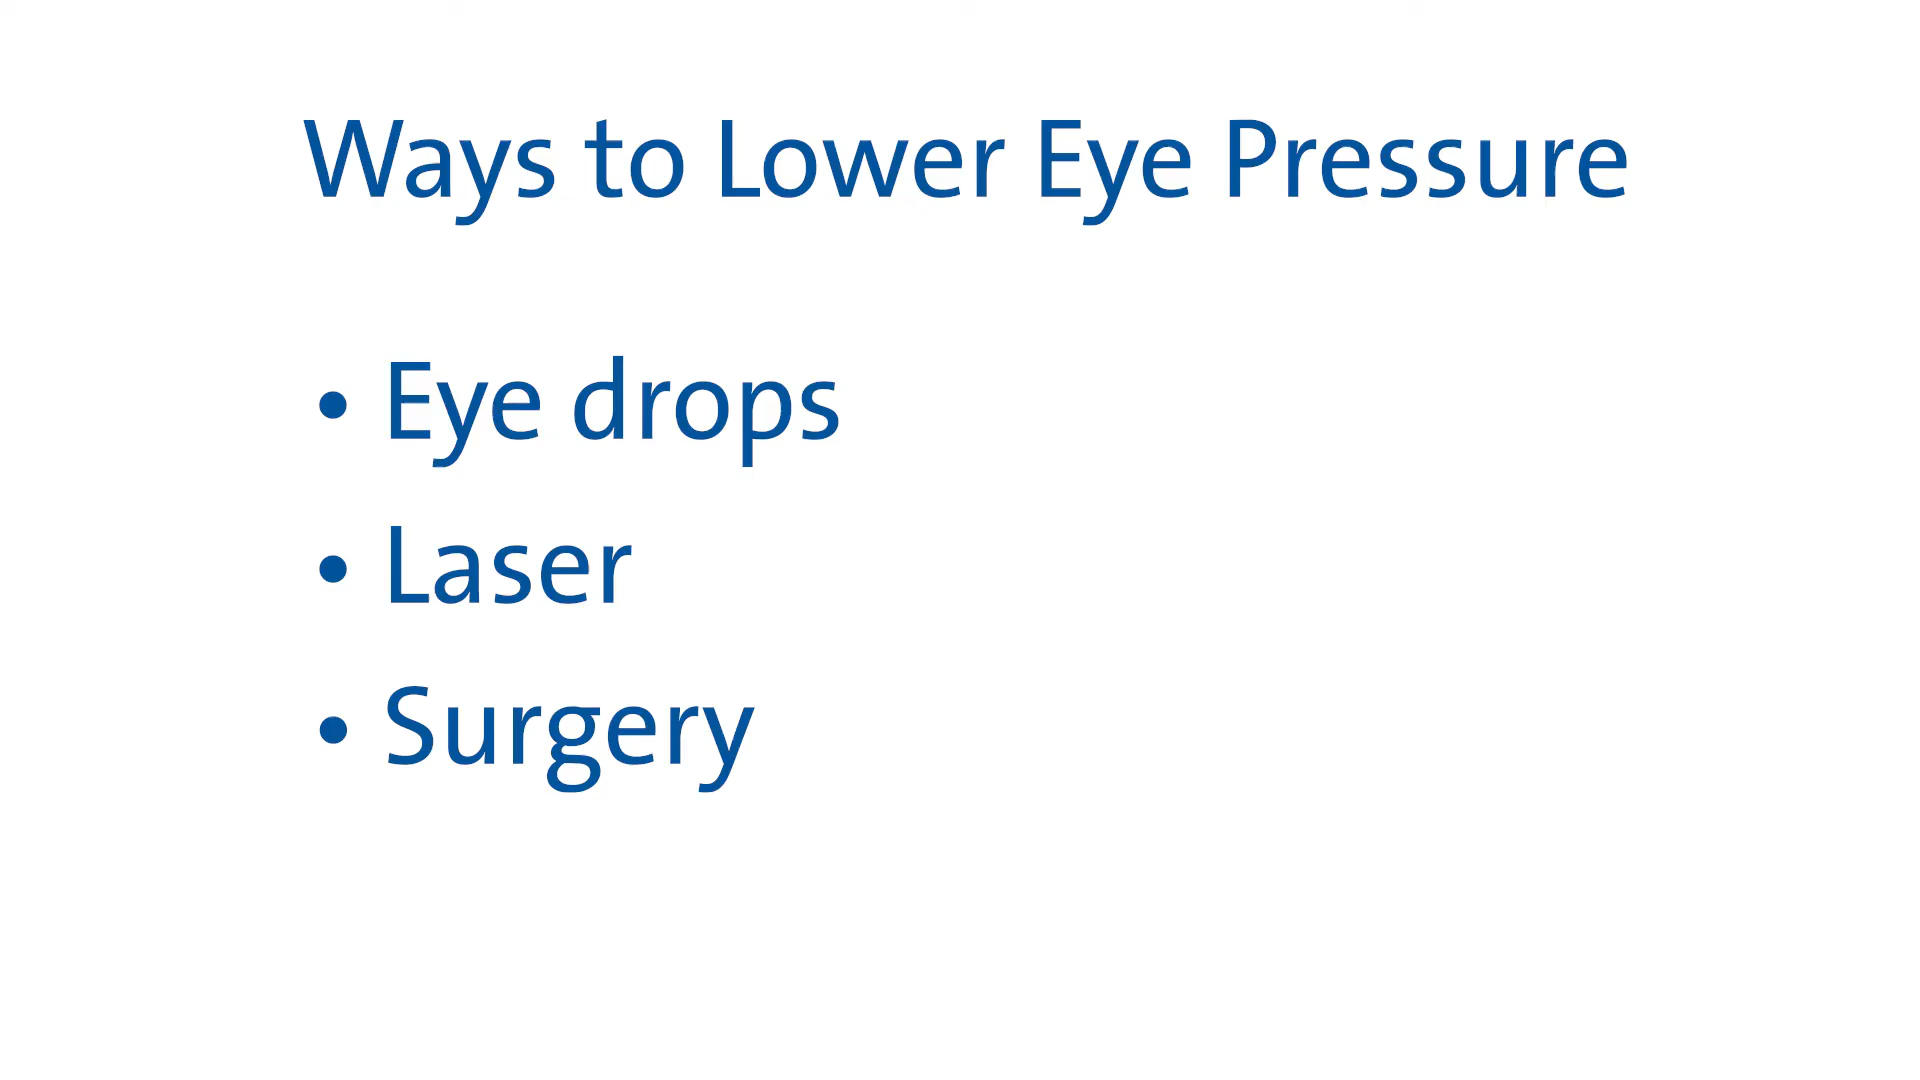 Ways to Lower Eye Pressure
• Eye drops
• Laser
• Surgery